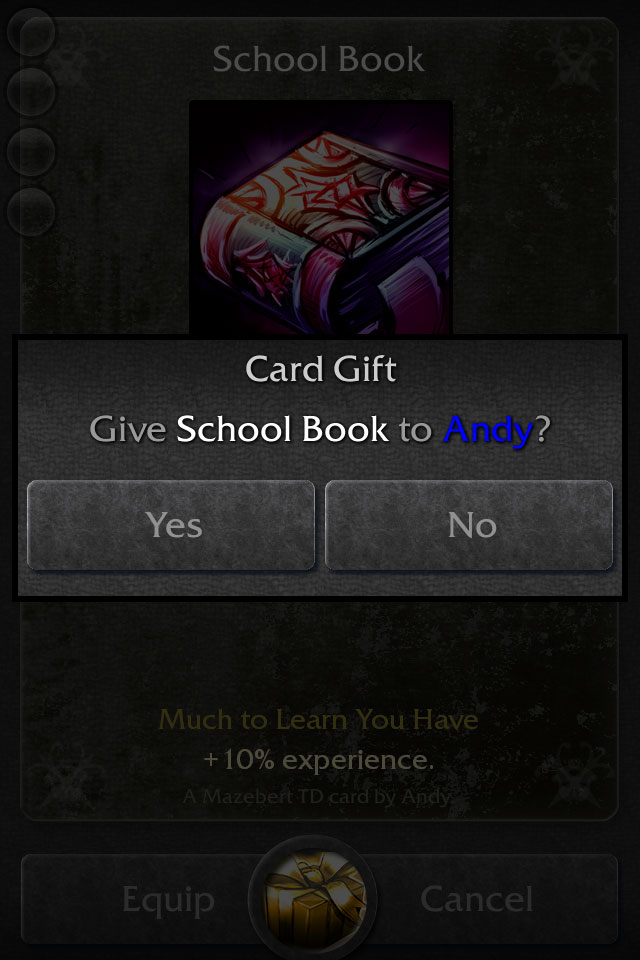 School Book
Card Gift
Give School Book to Andy?
Yes No
Much to Learn You Have
+10% experience.
A Mazebert TD card by Andy
Equip Cancel